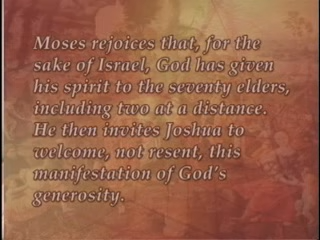 Moses rejoices that, for the
sake of Israel, God has given
his spirit to the seventy elders,
including two at a distance.
He then invites Joshua to
welcome, not resent, this
manifestation of God's
generosity.